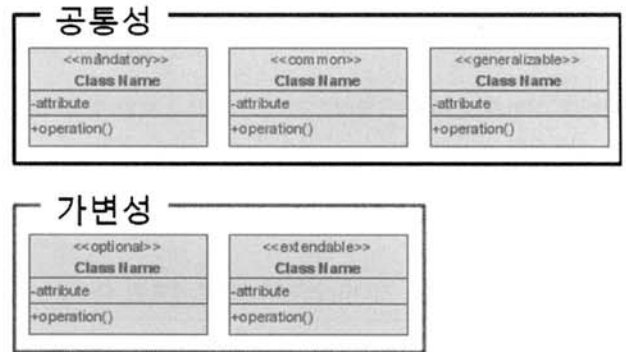 공통성
<<mandatory>> <<common>> <<generalizable>>
Class Name Class Name Class Name
-attribute -attribute -attribute
+operation() +operation() +operation()
가변성
<<optional>> <<extendable>>
Class Name Class Name
-attribute -attribute
+operation() +operation()